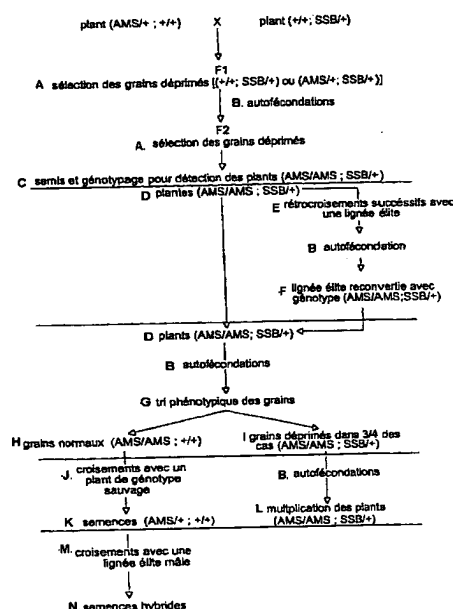 plant (AMS/+ ; +/+) X plant (+/+; SSB/+)
F1
A sélection des grains déprimés [(+/+; SSB/+) ou (AMS/+; SSB/+)]
B. autofécondations
F2
A. sélection des grains déprimés
C semis et génotypage pour détection des plants (AMS/AMS ; SSB/+)
D plantes (AMS/AMS ; SSB/+)
E rétrocroisements succéssifs avec
une lignée élite
B autofécondation
F lignée élite reconvertie avec
génotype (AMS/AMS;SSB/+)
D plants (AMS/AMS; SSB/+)
B autofécondations
G tri phénotypique des grains
H grains normaux (AMS/AMS ; +/+)
I grains déprimés dans 3/4 des
cas (AMS/AMS ; SSB/+)
J. croisements avec un
plant de génotype
sauvage
B. autofécondations
K semences (AMS/+ ; +/+)
L multiplication des plants
(AMS/AMS ; SSB/+)
M. croisements avec une
lignée élite mâle
N semences hybrides